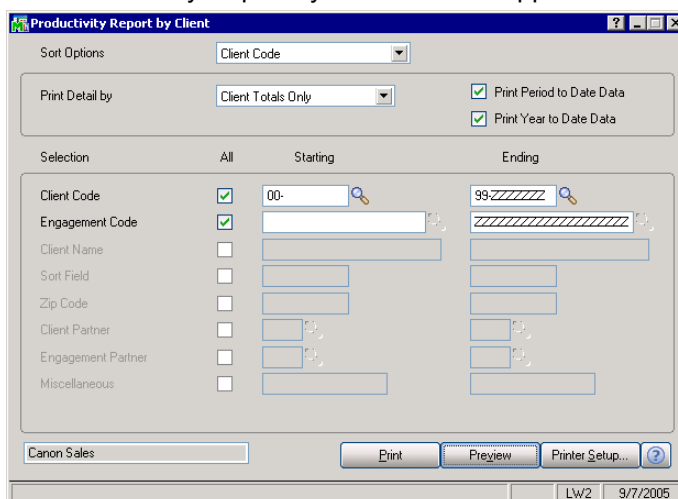 Productivity Report by Client
Sort Options Client Code
Print Detail by Client Totals Only Print Period to Date Data
Print Year to Date Data
Selection All Starting Ending
Client Code 00- 99-ZZZZZZZ
Engagement Code ZZZZZZZZZZZZZZZZZZZZ
Client Name
Sort Field
Zip Code
Client Partner
Engagement Partner
Miscellaneous
Canon Sales Print Preview Printer Setup...
LW2 9/7/2005